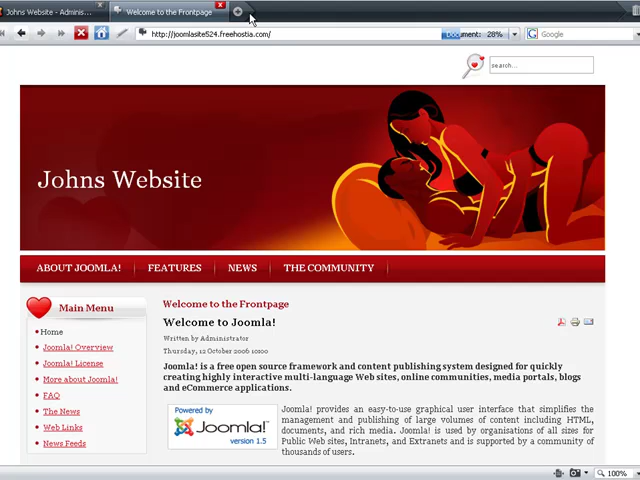 Johns Website - Adminis...
Welcome to the Frontpage
http://joomlasite524.freehostia.com/
Document: 28%
Google
search...
Johns Website
ABOUT JOOMLA!
FEATURES
NEWS
THE COMMUNITY
Main Menu
Home
Joomla! Overview
Joomla! License
More about Joomla!
FAQ
The News
Web Links
News Feeds
Welcome to the Frontpage
Welcome to Joomla!
Written by Administrator
Thursday, 12 October 2006 10:00
Joomla! is a free open source framework and content publishing system designed for quickly
creating highly interactive multi-language Web sites, online communities, media portals, blogs
and eCommerce applications.
Powered by
Joomla!
version 1.5
Joomla! provides an easy-to-use graphical user interface that simplifies the
management and publishing of large volumes of content including HTML,
documents, and rich media. Joomla! is used by organisations of all sizes for
Public Web sites, Intranets, and Extranets and is supported by a community of
thousands of users.
100%